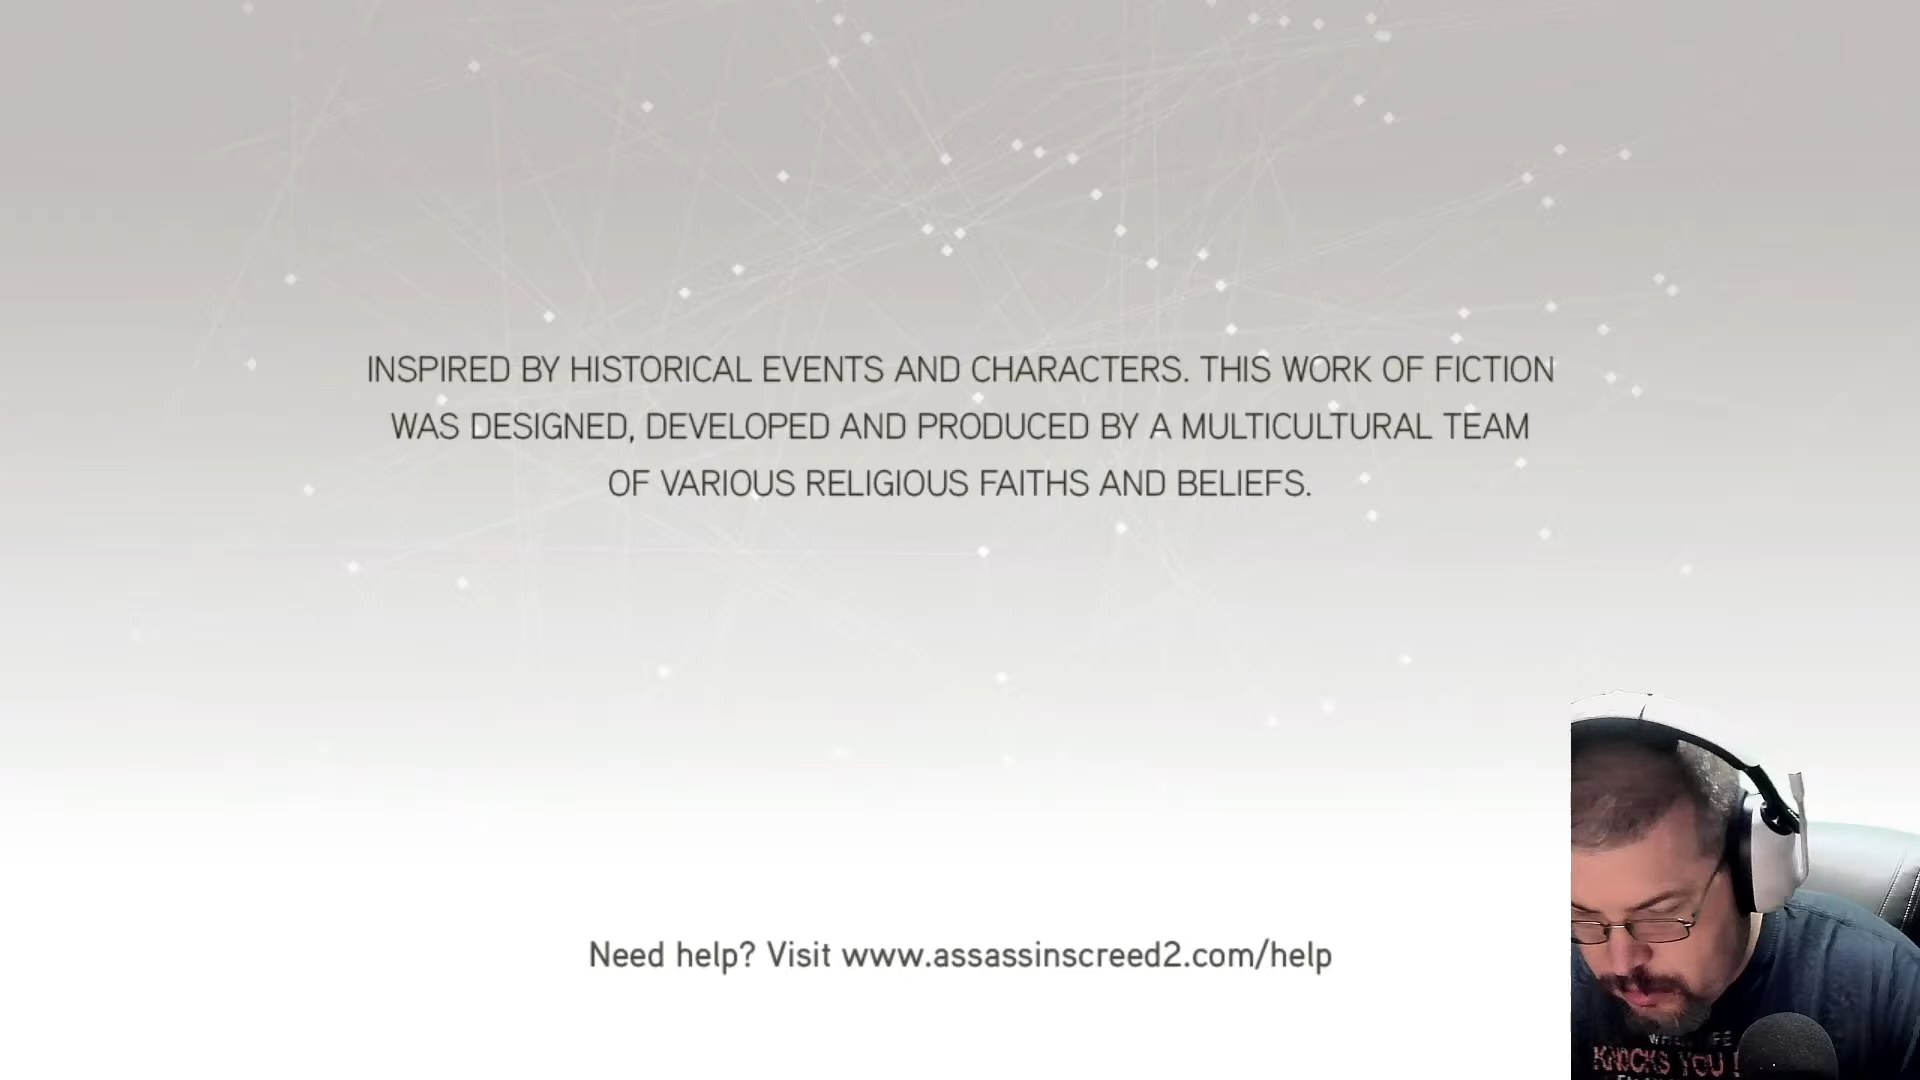 INSPIRED BY HISTORICAL EVENTS AND CHARACTERS. THIS WORK OF FICTION
WAS DESIGNED, DEVELOPED AND PRODUCED BY A MULTICULTURAL TEAM
OF VARIOUS RELIGIOUS FAITHS AND BELIEFS.
Need help? Visit www.assassinscreed2.com/help
KNOCKS YOU